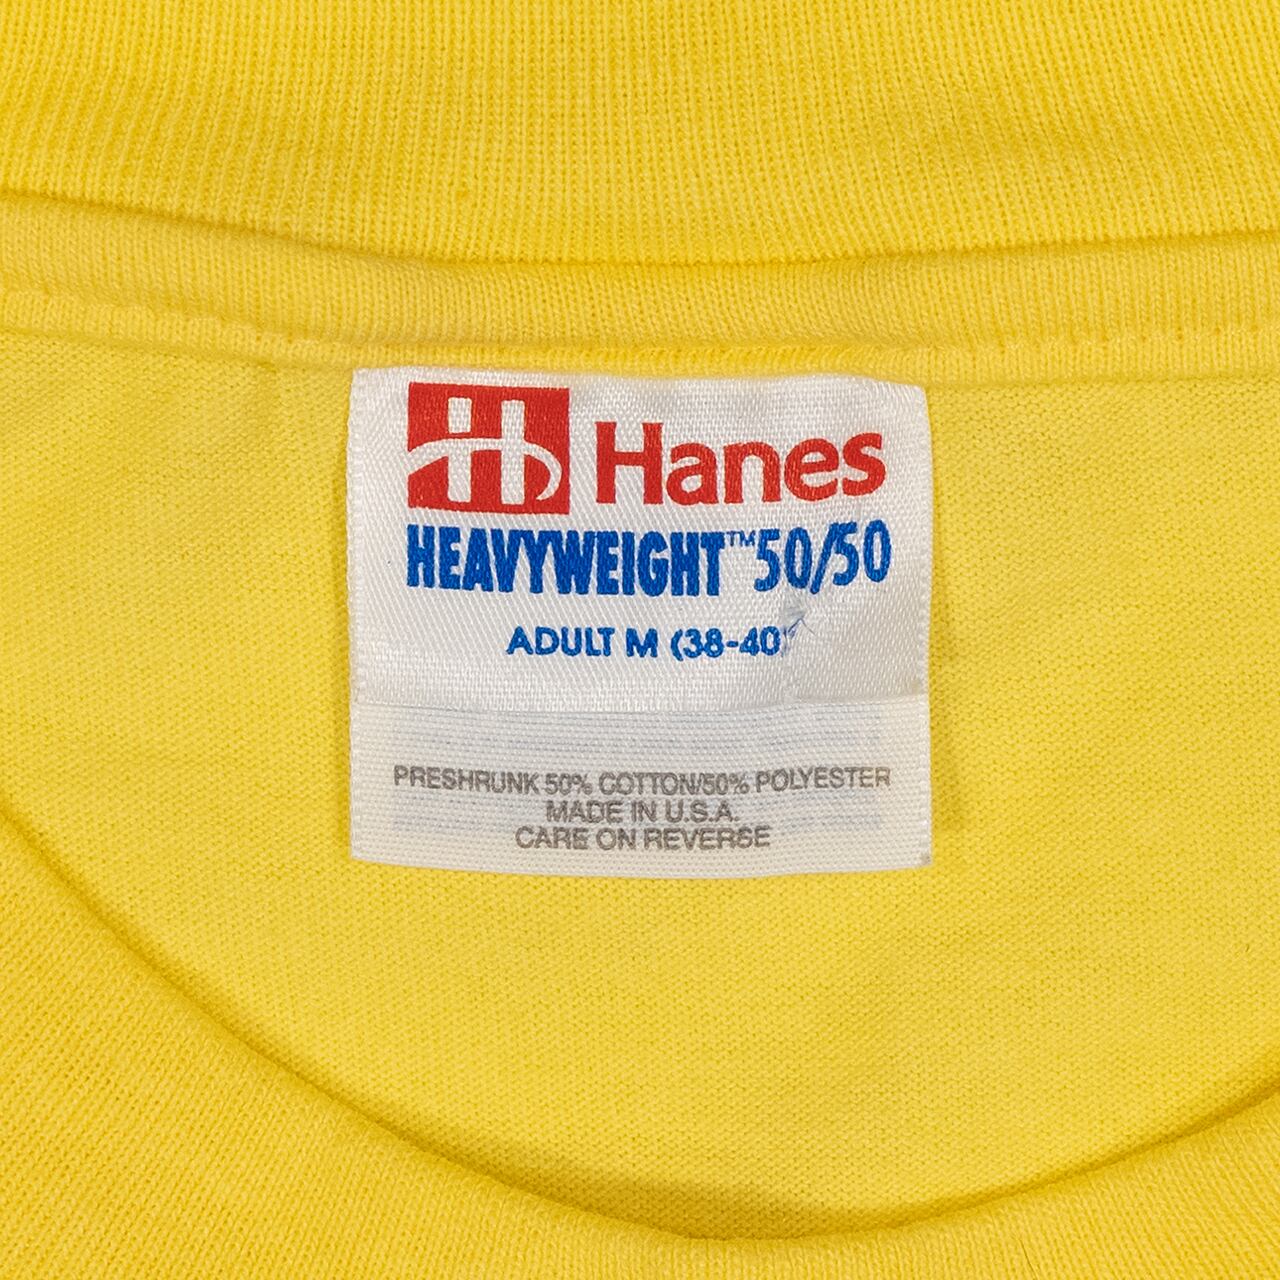 H Hanes
HEAVYWEIGHT™ 50/50
ADULT M (38-40)
PRESHRUNK 50% COTTON/50% POLYESTER
MADE IN U.S.A.
CARE ON REVERSE